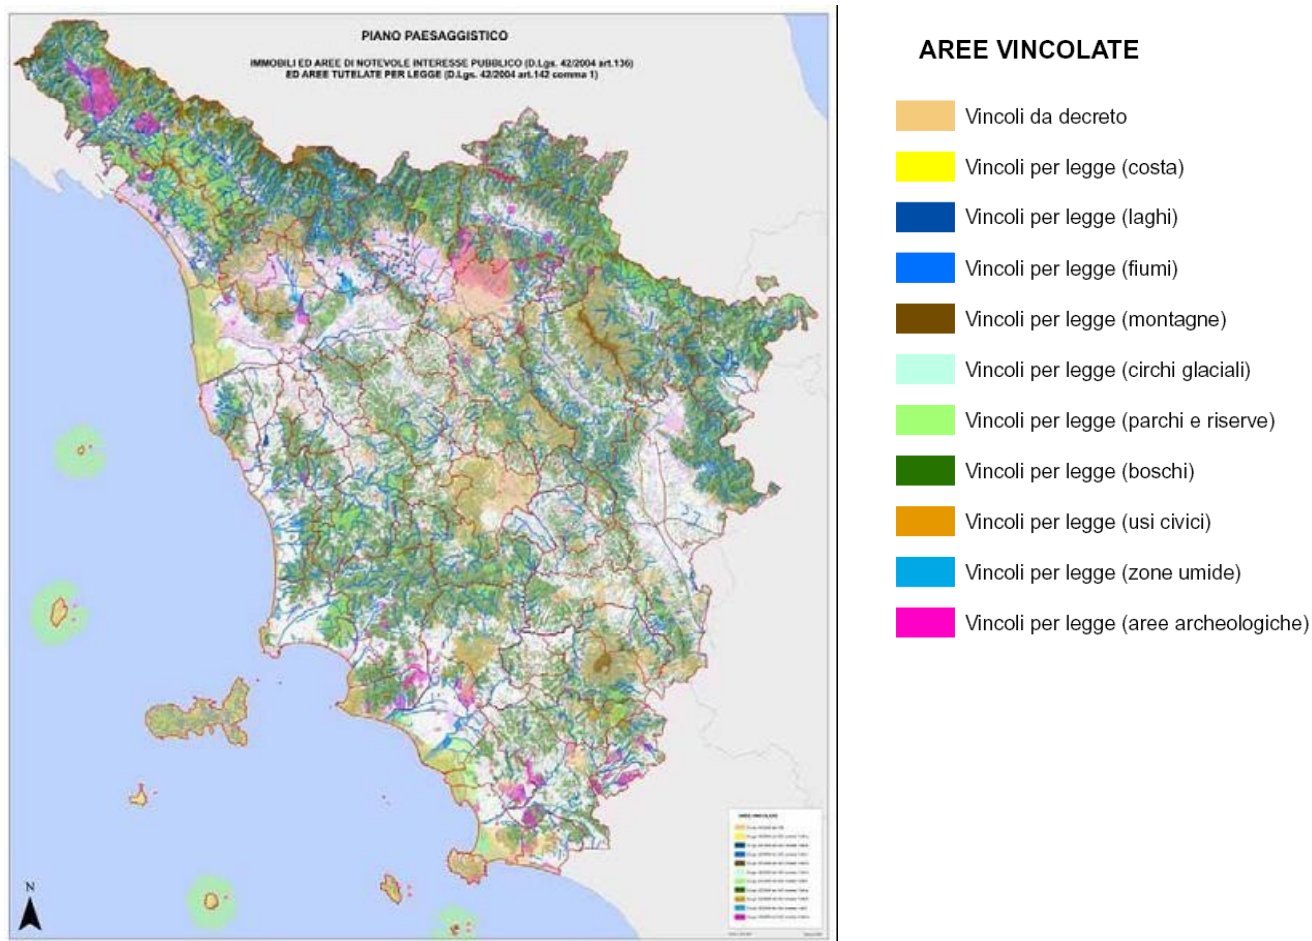 PIANO PAESAGGISTICO
IMMOBILI ED AREE DI NOTEVOLE INTERESSE PUBBLICO (D.Lgs. 42/2004 art.136)
ED AREE TUTELATE PER LEGGE (D.Lgs. 42/2004 art.142 comma 1)
N
AREE VINCOLATE
AREE VINCOLATE
Vincoli da decreto
Vincoli per legge (costa)
Vincoli per legge (laghi)
Vincoli per legge (fiumi)
Vincoli per legge (montagne)
Vincoli per legge (circhi glaciali)
Vincoli per legge (parchi e riserve)
Vincoli per legge (boschi)
Vincoli per legge (usi civici)
Vincoli per legge (zone umide)
Vincoli per legge (aree archeologiche)